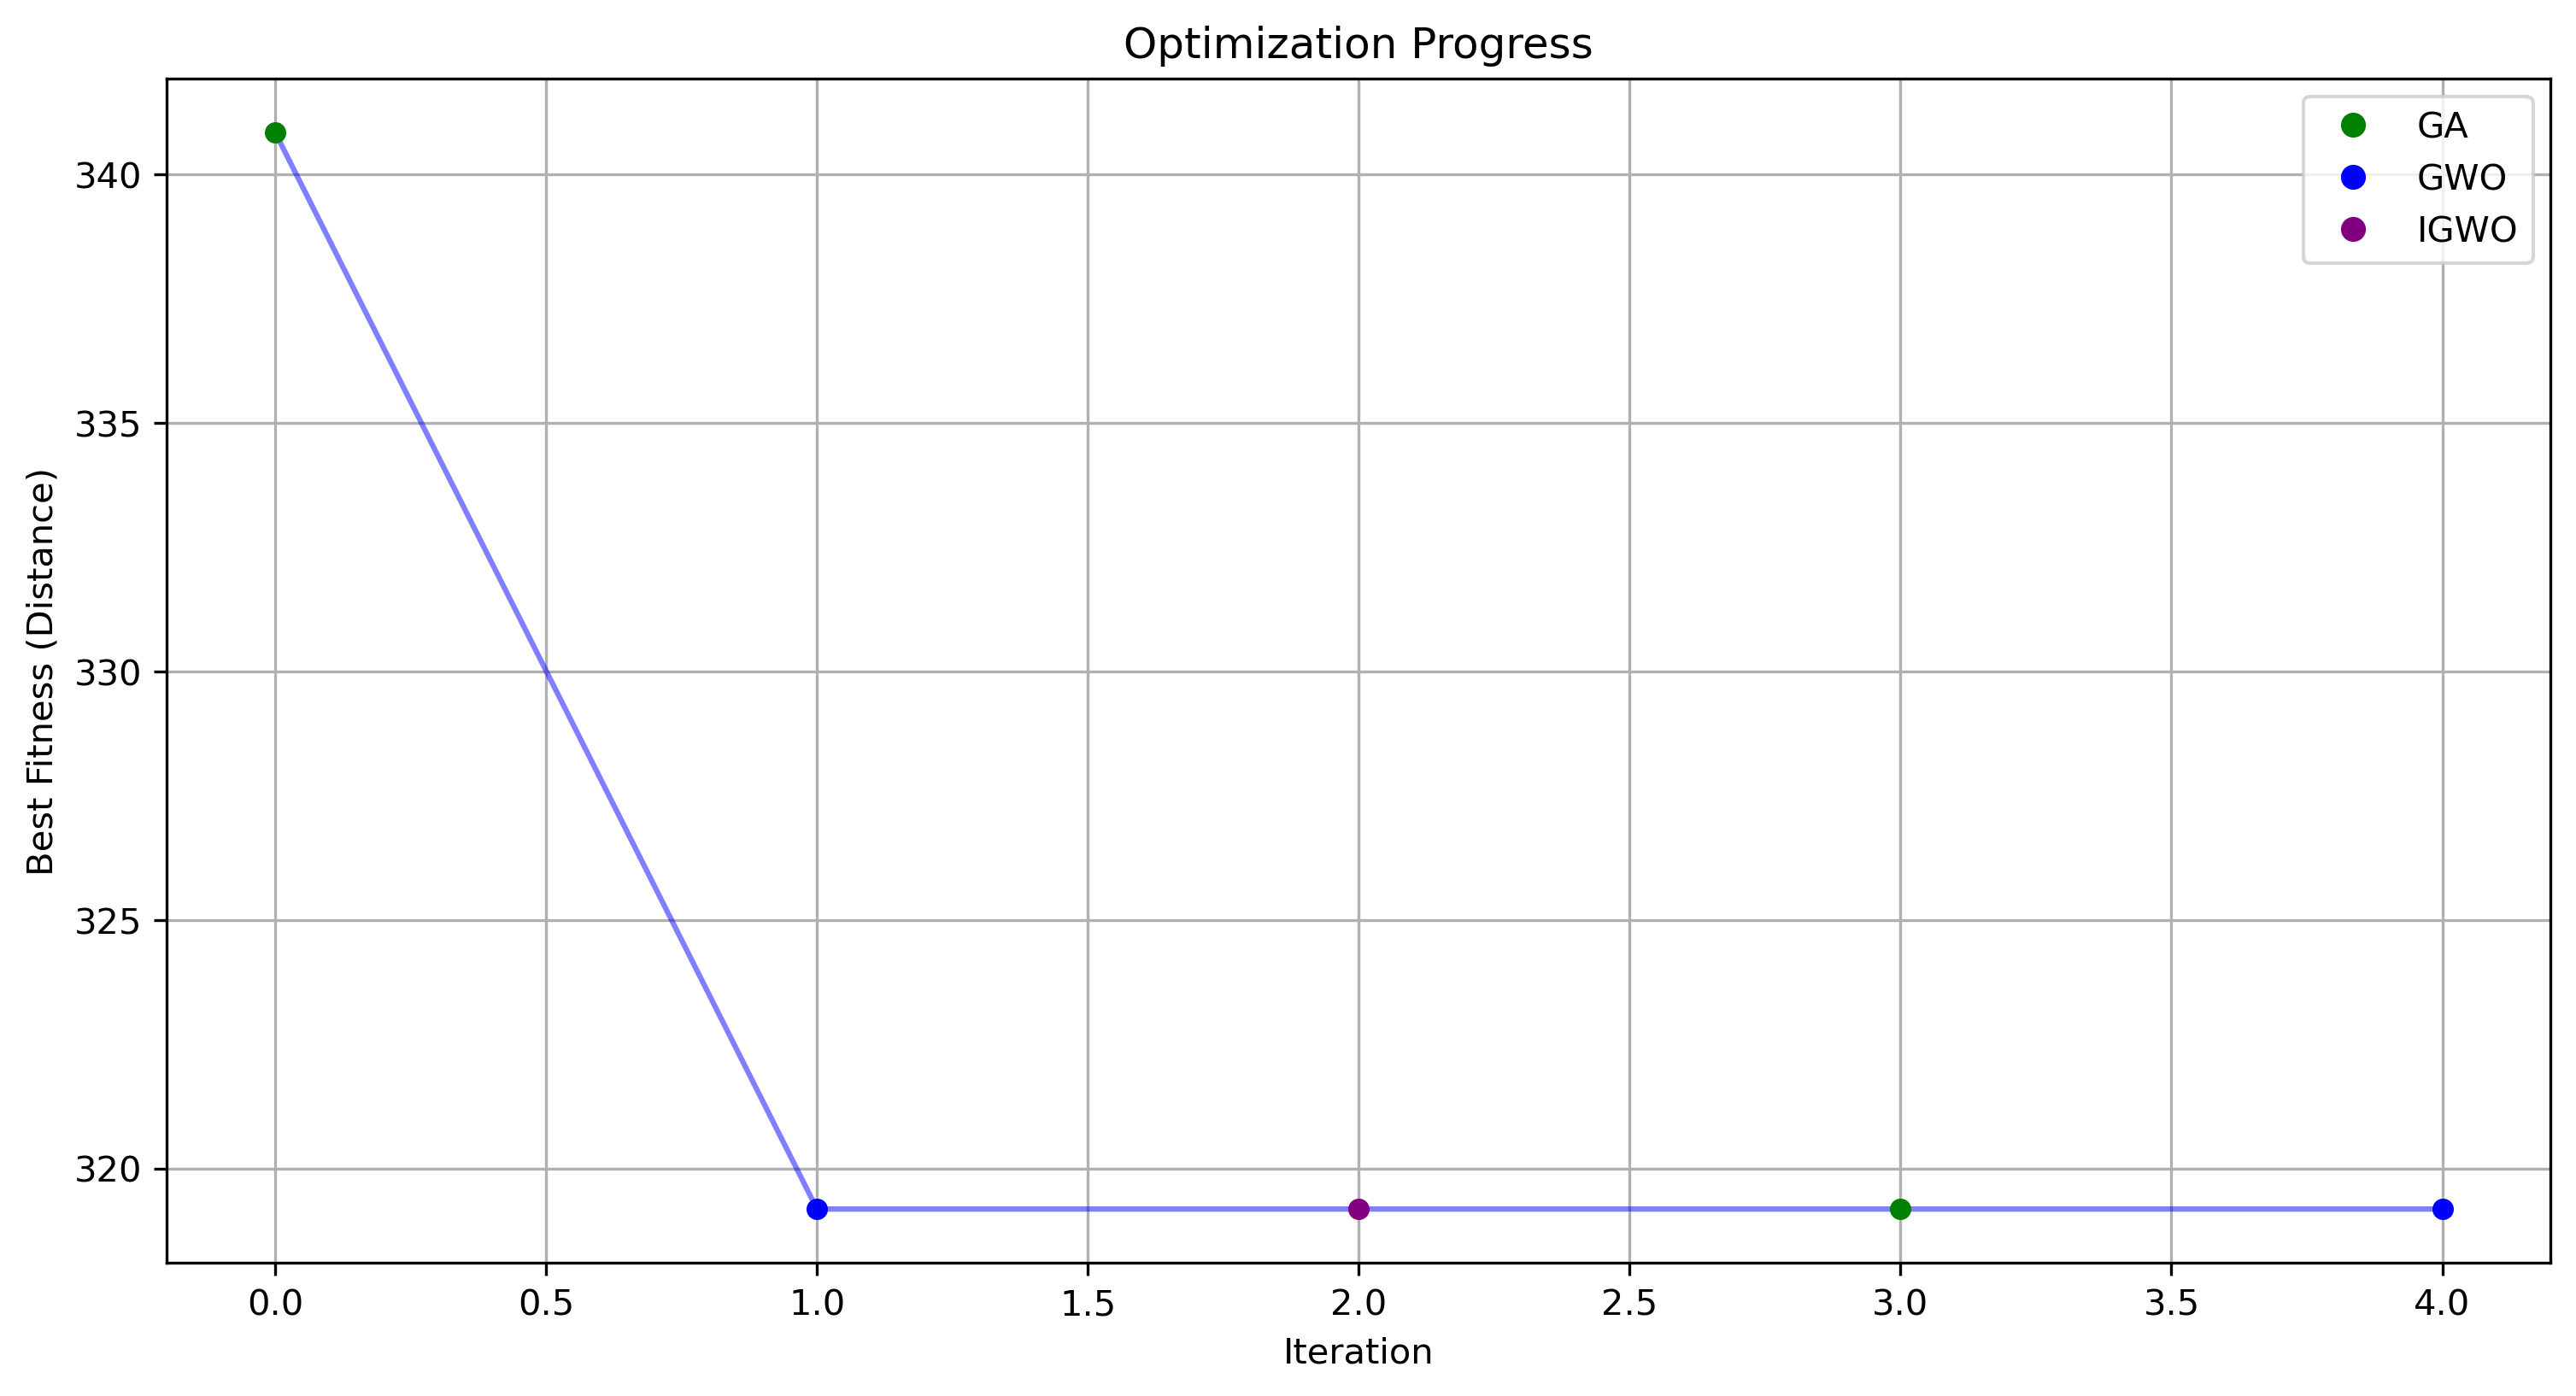 Optimization Progress
GA
GWO
IGWO
340
335
330
325
320
Best Fitness (Distance)
0.0 0.5 1.0 1.5 2.0 2.5 3.0 3.5 4.0
Iteration